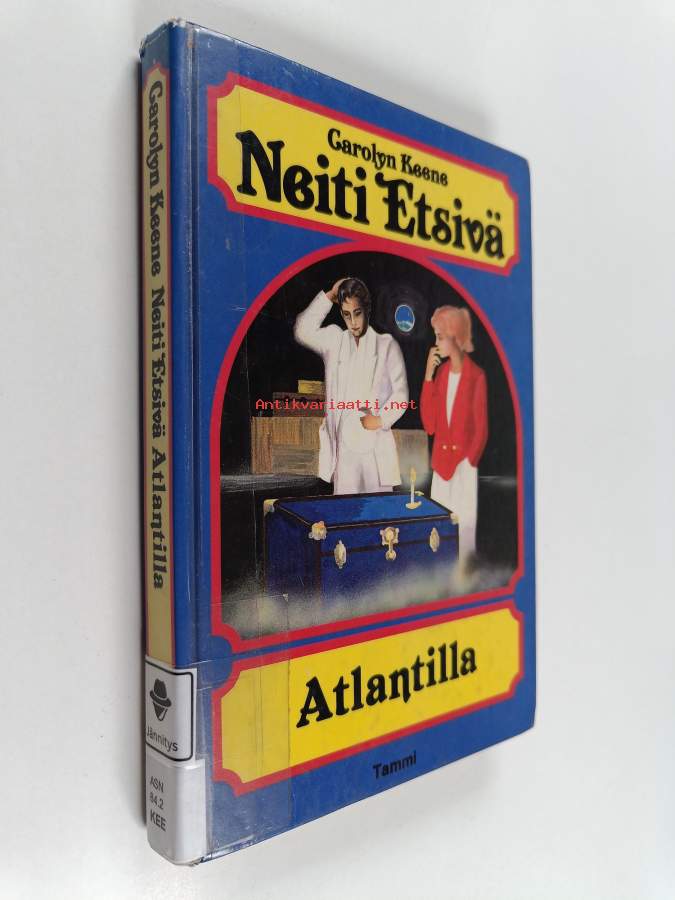 Carolyn Keene
Neiti Etsivä
Antikvariaatti.net
Atlantilla
Tammi
Carolyn Keene Neiti Etsivä Atlantilla
Jännitys
ASN
84.2
KEE